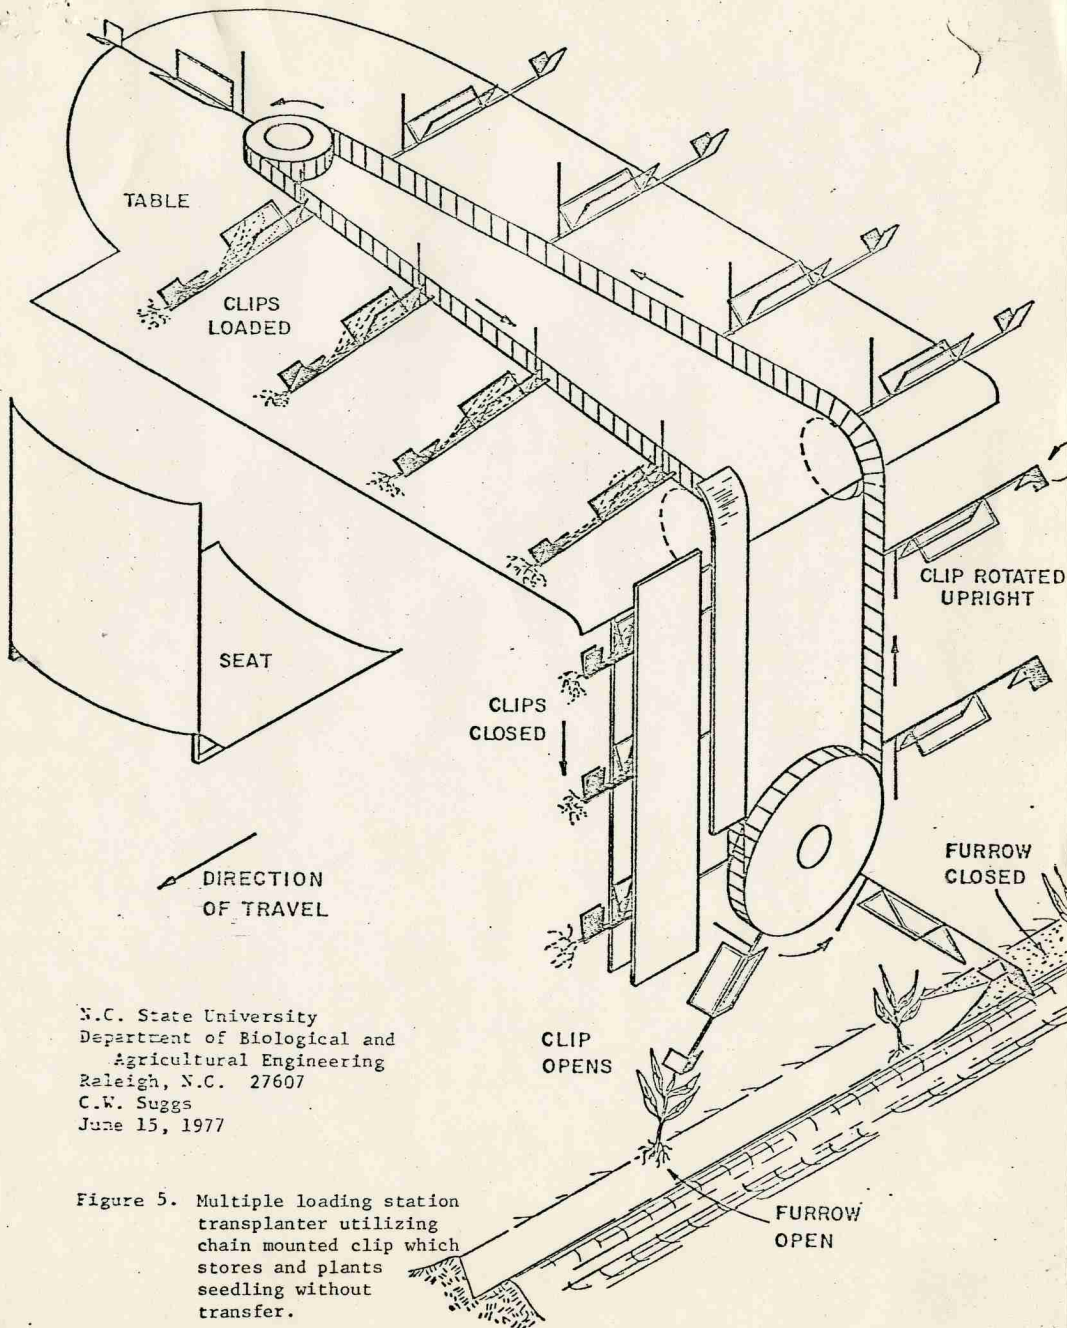 TABLE
CLIPS
LOADED
CLIP ROTATED
UPRIGHT
SEAT
CLIPS
CLOSED
FURROW
CLOSED
DIRECTION
OF TRAVEL
N.C. State University
Department of Biological and
Agricultural Engineering
Raleigh, N.C. 27607
C.W. Suggs
June 15, 1977
CLIP
OPENS
Figure 5. Multiple loading station
transplanter utilizing
chain mounted clip which
stores and plants
seedling without
transfer.
FURROW
OPEN